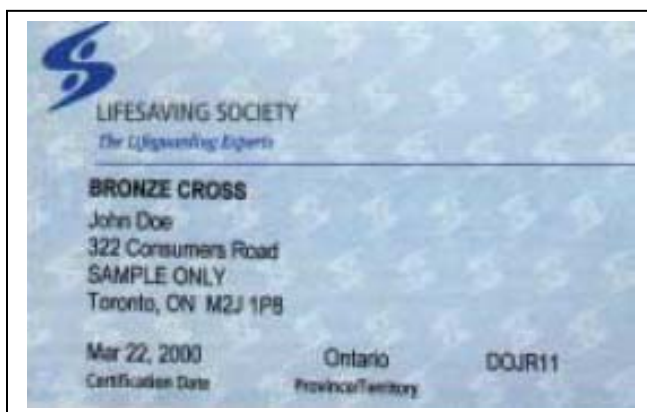 LIFESAVING SOCIETY
The Lifeguarding Experts
BRONZE CROSS
John Doe
322 Consumers Road
SAMPLE ONLY
Toronto, ON M2J 1P8
Mar 22, 2000 Ontario DOJR11
Certification Date Province/Territory